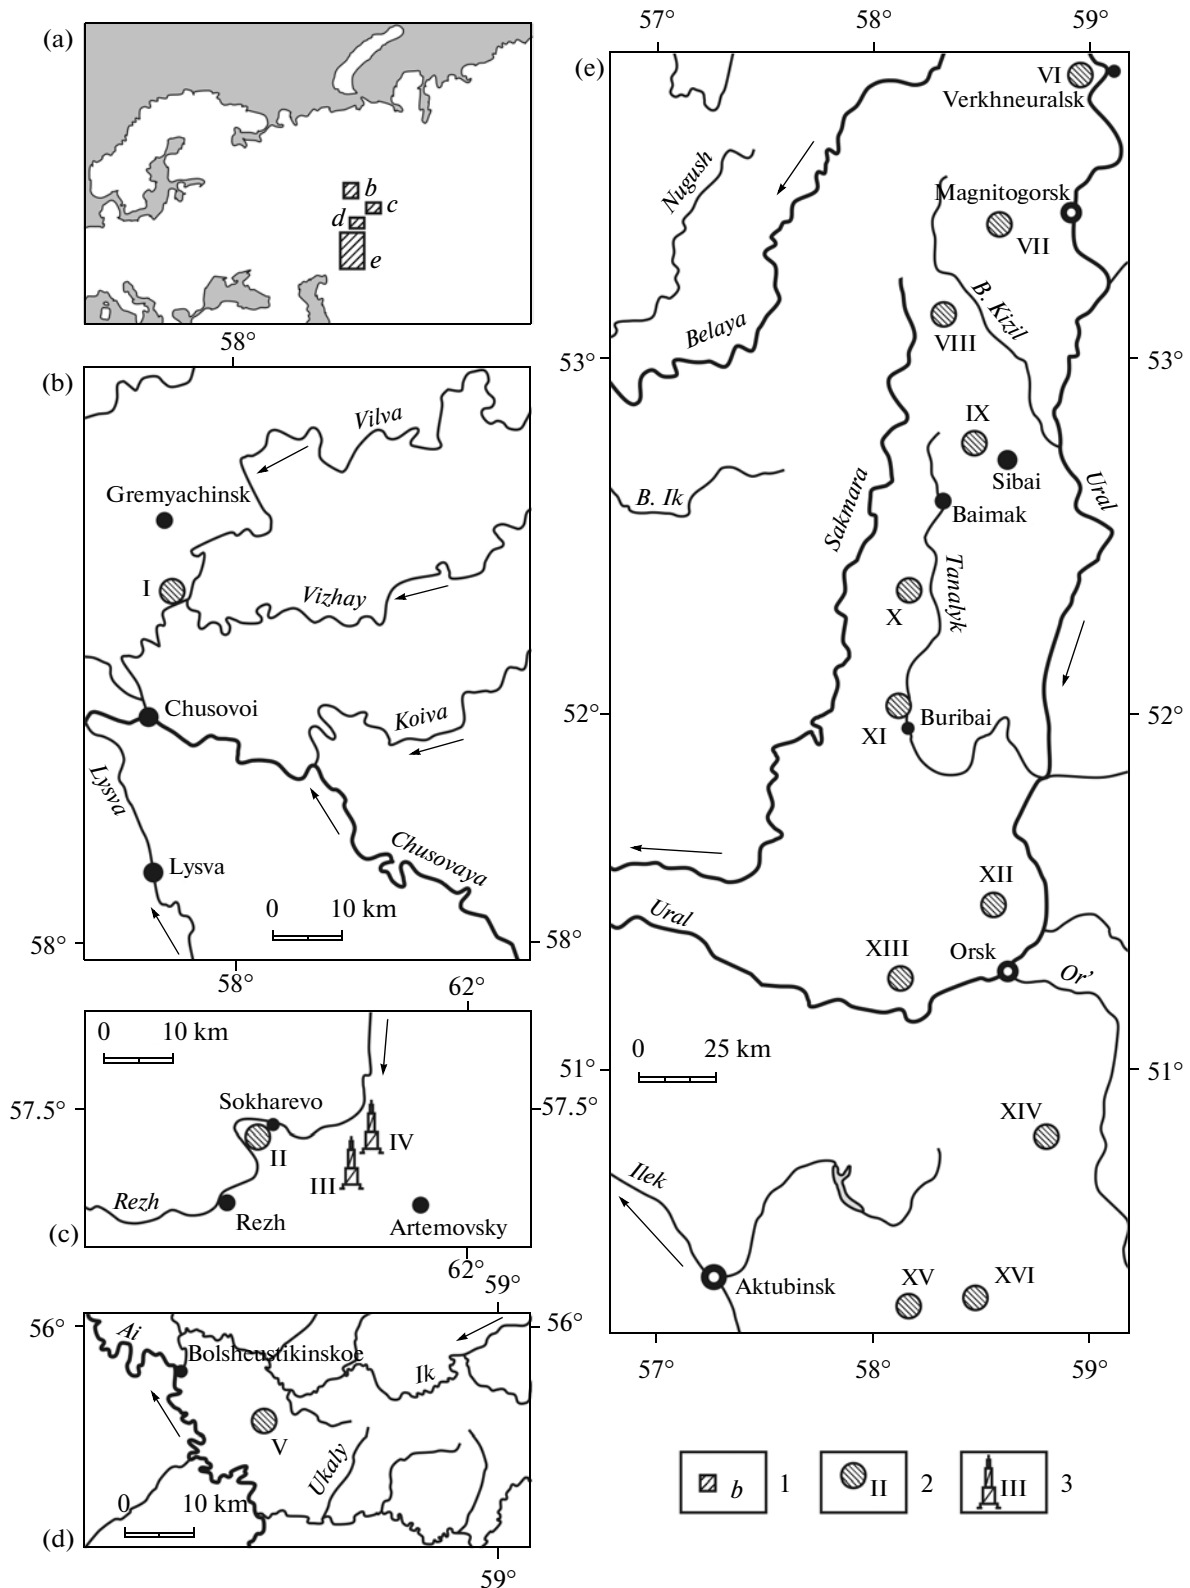 (a)
b
c
d
e
58°
(b)
Vilva
Gremyachinsk
I
Vizhay
Chusovoi
Koiva
Lysva
Chusovaya
Lysva
0 10 km
58° 58°
58°
62°
(c)
0 10 km
57.5° 57.5°
Sokharevo
II
IV
III
Rezh
Rezh
Artemovsky
62°
59°
(d)
56° 56°
Ai
Bolsheustikinskoe
Ik
V
Ukaly
0 10 km
59°
(e)
57° 58° 59°
VI
Verkhneuralsk
Nugush
Magnitogorsk
VII
B. Kizil
Belaya
VIII
53° 53°
IX
Sibai
Ural
B. Ik
Sakmara
Baimak
Tanalyk
X
52° 52°
Buribai
XI
XII
Ural
XIII
Orsk
Or’
0 25 km
51° 51°
XIV
Ilek
Aktubinsk
XV
XVI
57° 58° 59°
b 1
II 2
III 3